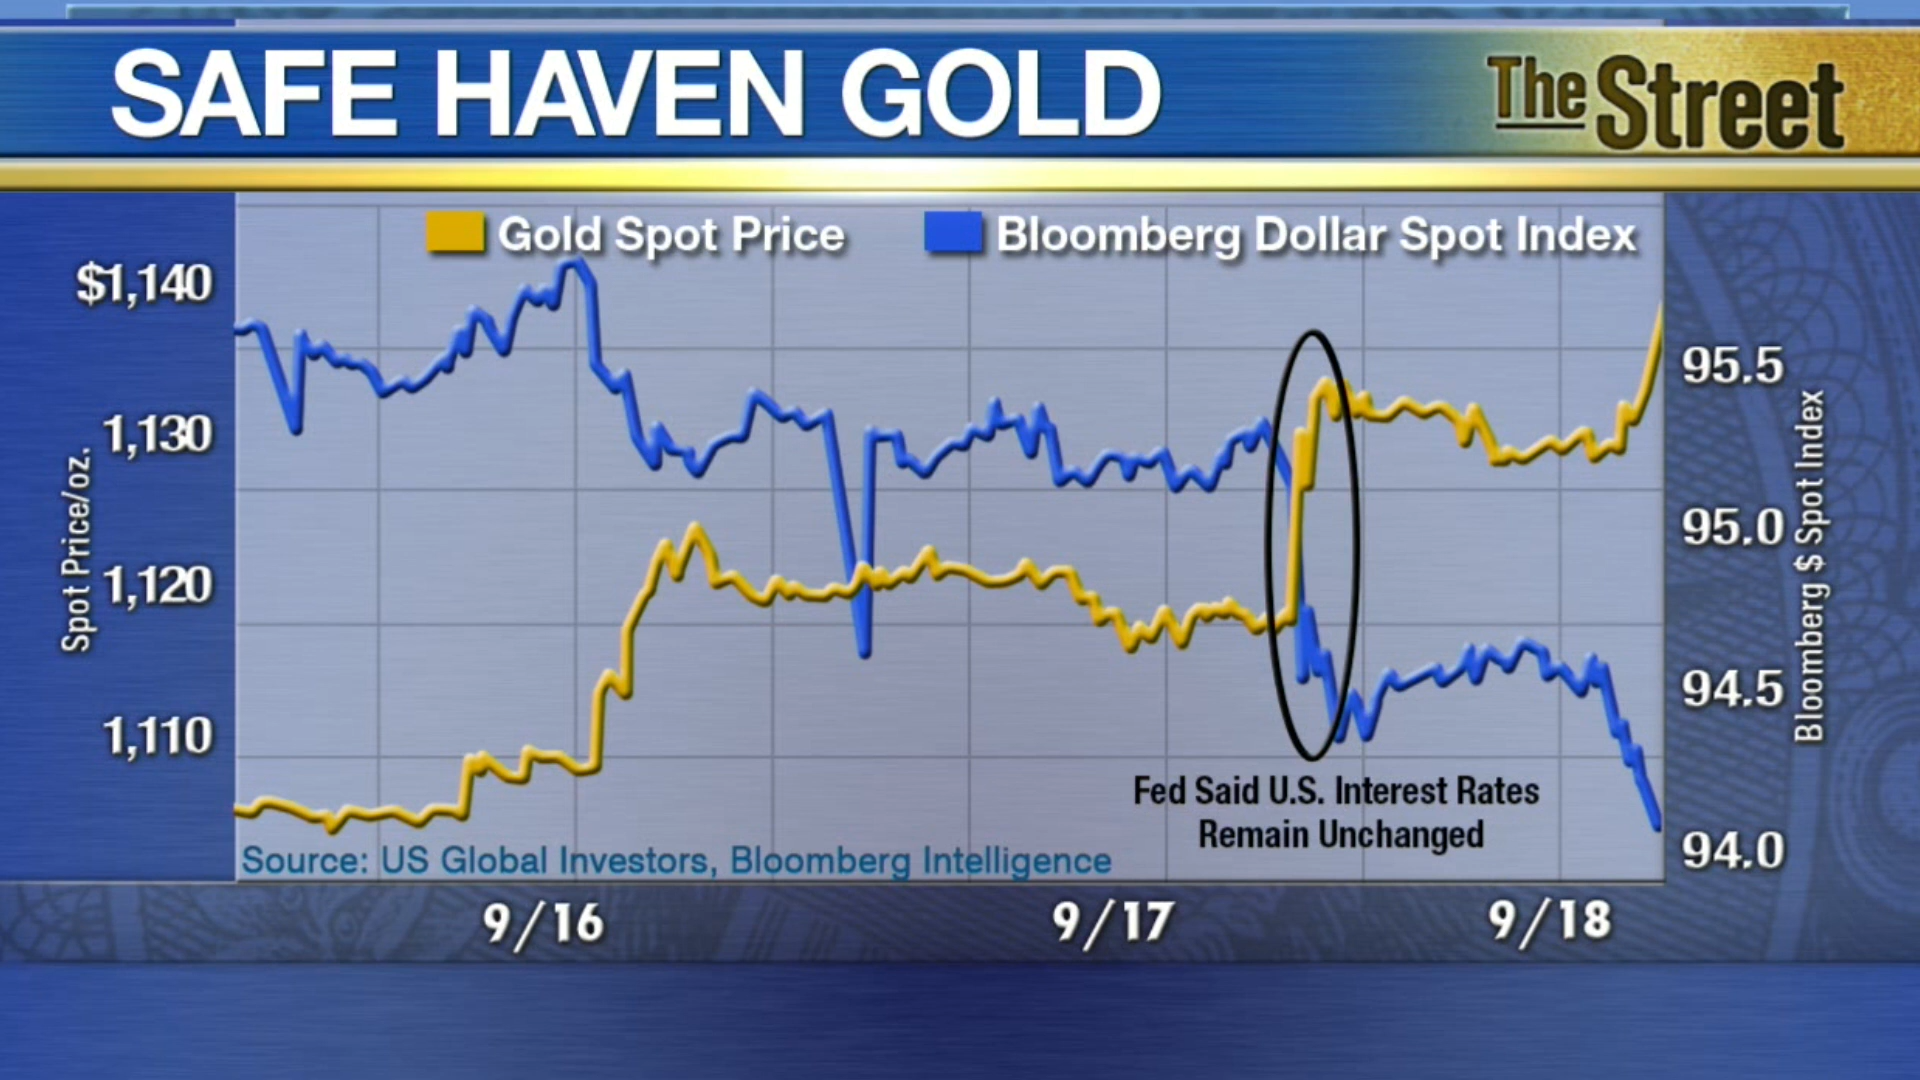 SAFE HAVEN GOLD
The Street
Gold Spot Price
Bloomberg Dollar Spot Index
$1,140
1,130
1,120
1,110
Spot Price/oz.
95.5
95.0
94.5
94.0
Bloomberg $ Spot Index
Fed Said U.S. Interest Rates
Remain Unchanged
Source: US Global Investors, Bloomberg Intelligence
9/16
9/17
9/18